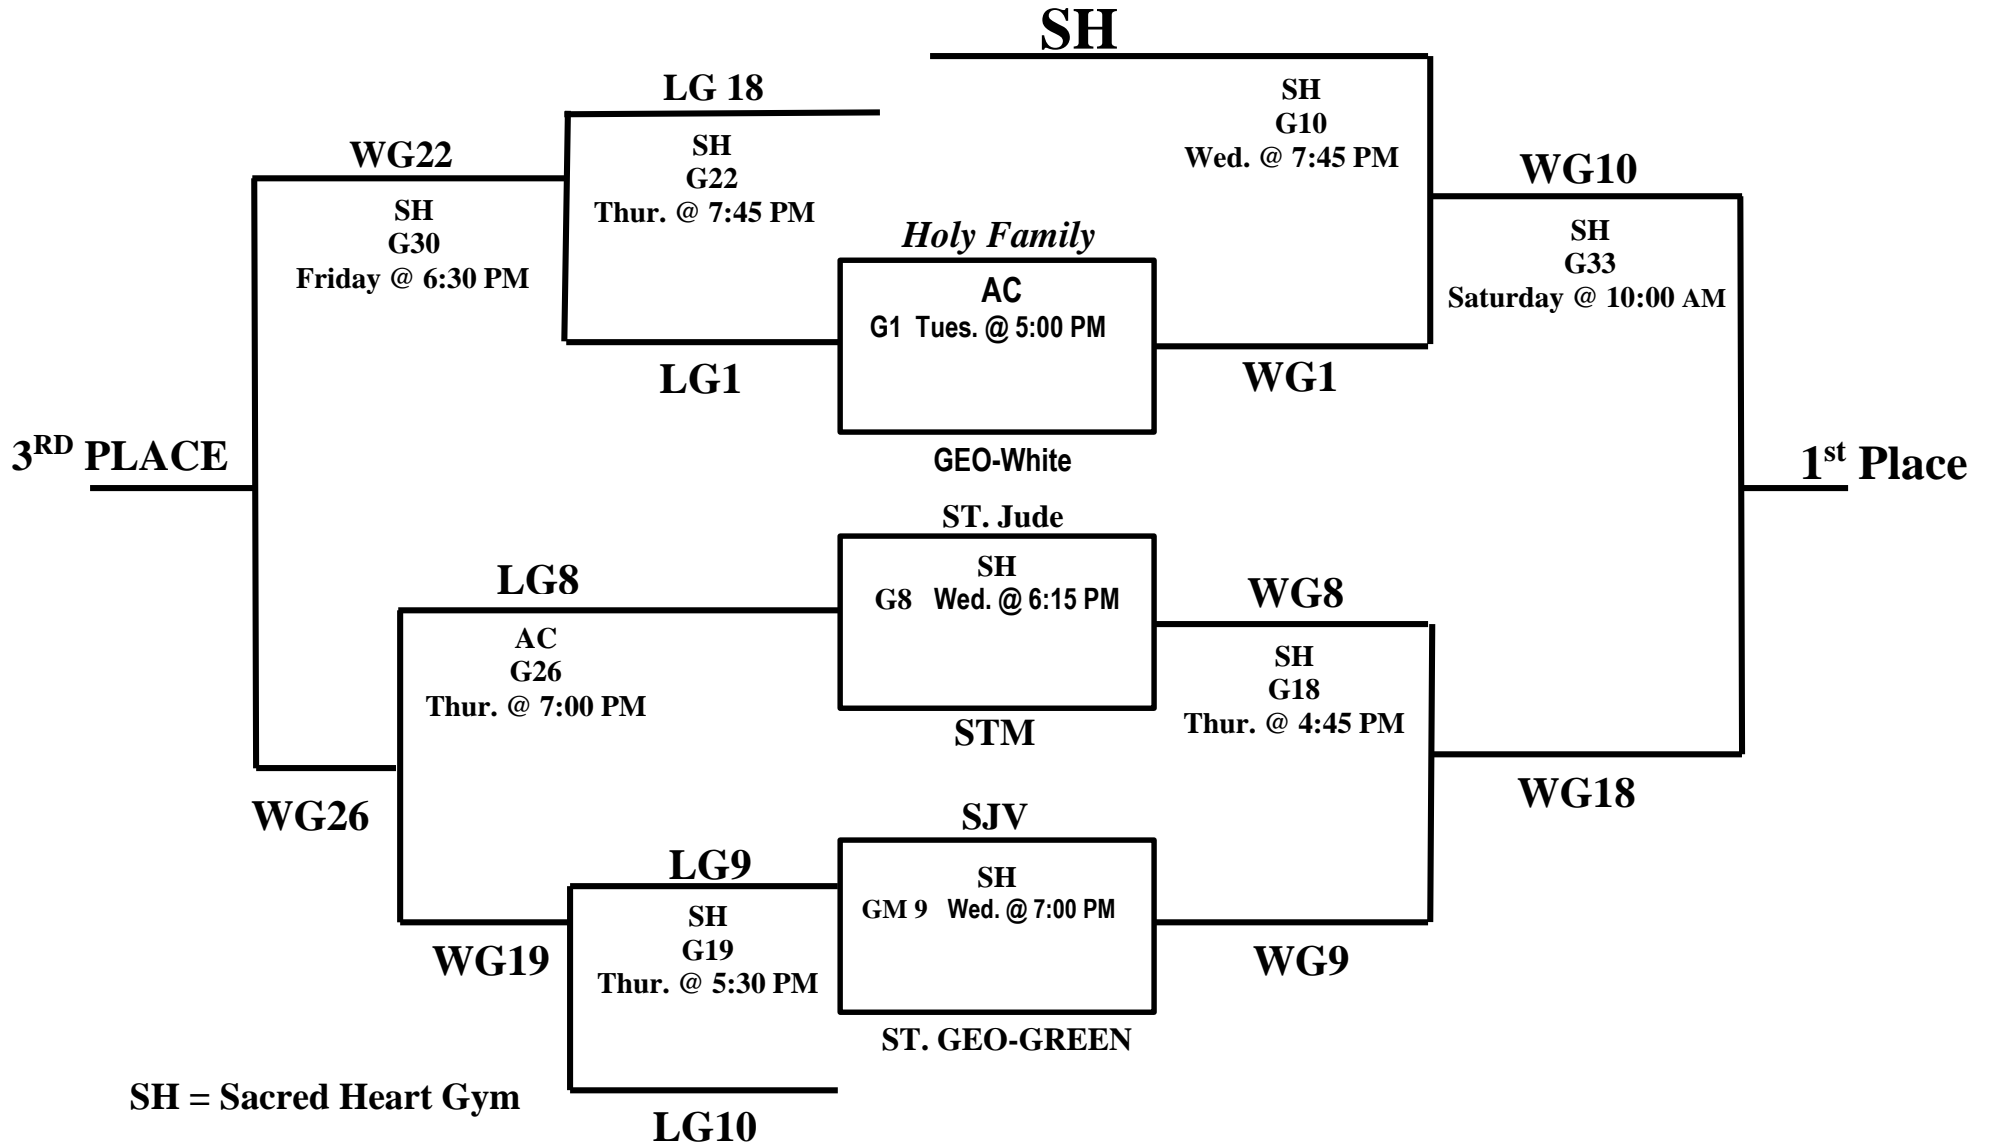 SH
LG 18
SH
G10
Wed. @ 7:45 PM
WG22
SH
G22
Thur. @ 7:45 PM
WG10
SH
G30
Friday @ 6:30 PM
Holy Family
SH
G33
Saturday @ 10:00 AM
AC
G1 Tues. @ 5:00 PM
LG1
WG1
3RD PLACE
GEO-White
1st Place
ST. Jude
LG8
SH
G8 Wed. @ 6:15 PM
WG8
AC
G26
Thur. @ 7:00 PM
SH
G18
Thur. @ 4:45 PM
STM
WG26
SJV
WG18
LG9
SH
GM 9 Wed. @ 7:00 PM
SH
G19
Thur. @ 5:30 PM
WG19
WG9
ST. GEO-GREEN
SH = Sacred Heart Gym
LG10